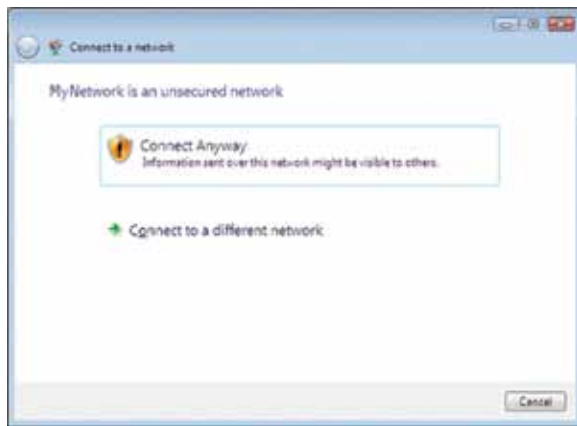 Connect to a network
MyNetwork is an unsecured network
Connect Anyway
Information sent over this network might be visible to others.
Connect to a different network
Cancel